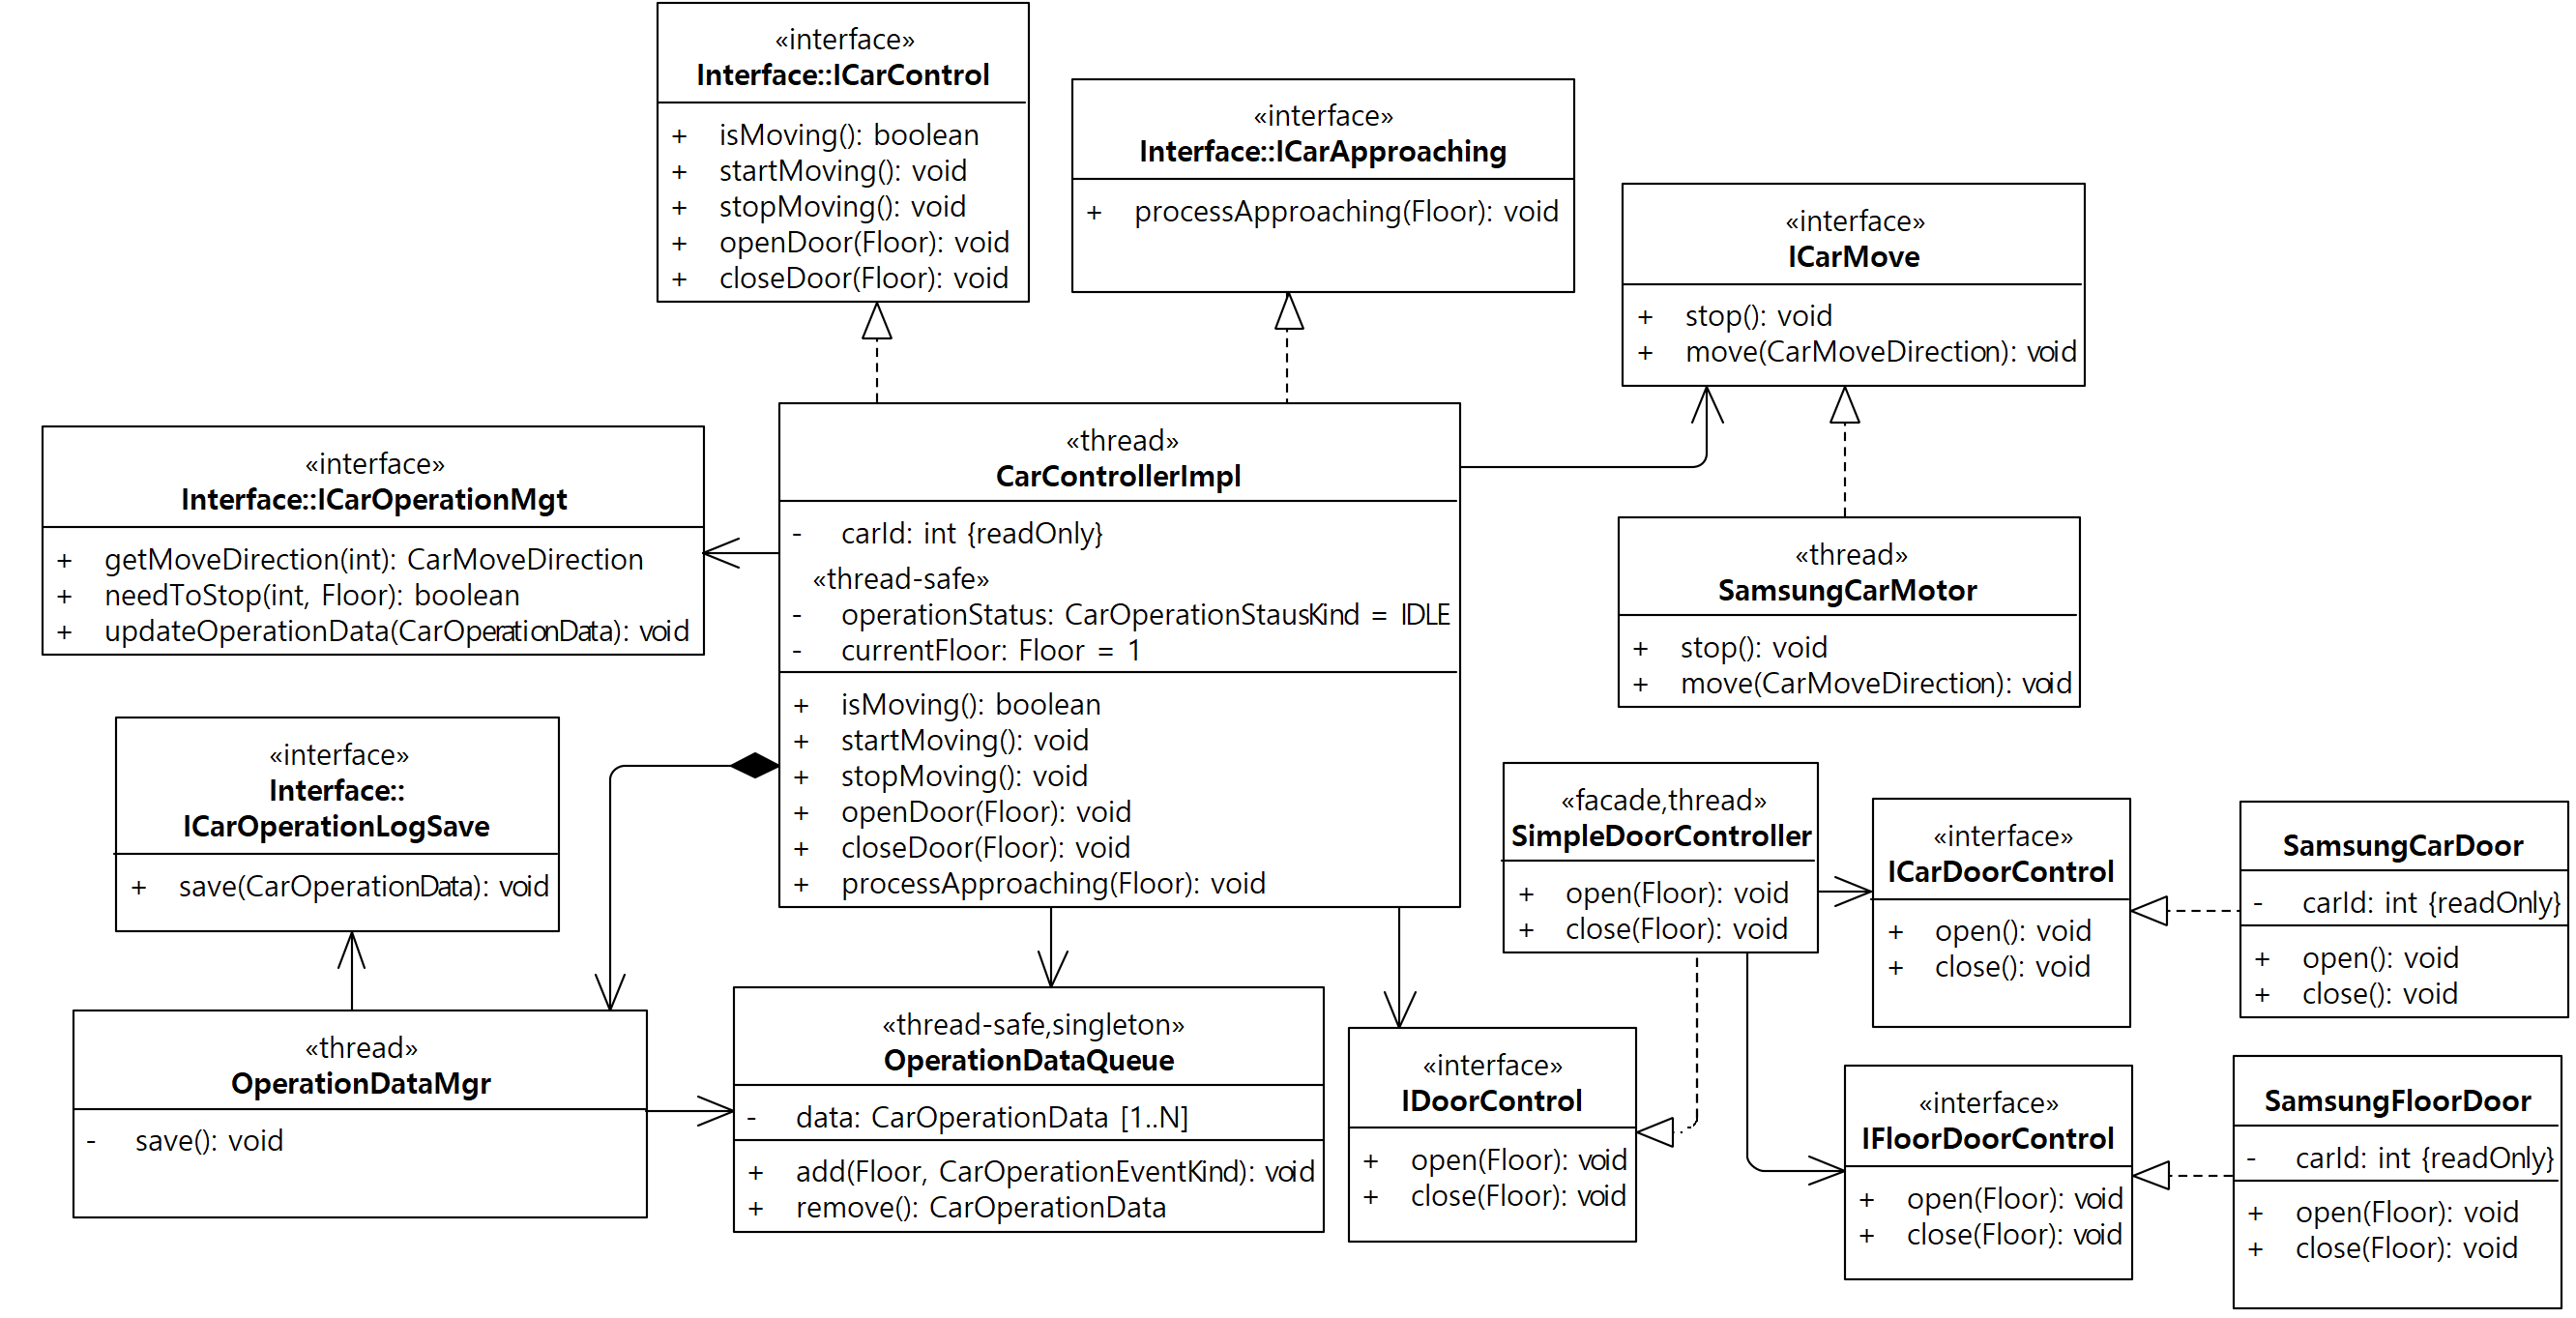 «interface»
Interface::ICarControl
+ isMoving(): boolean
+ startMoving(): void
+ stopMoving(): void
+ openDoor(Floor): void
+ closeDoor(Floor): void
«interface»
Interface::ICarApproaching
+ processApproaching(Floor): void
«interface»
ICarMove
+ stop(): void
+ move(CarMoveDirection): void
«interface»
Interface::ICarOperationMgt
+ getMoveDirection(int): CarMoveDirection
+ needToStop(int, Floor): boolean
+ updateOperationData(CarOperationData): void
«thread»
CarControllerImpl
- carId: int {readOnly}
«thread-safe»
- operationStatus: CarOperationStausKind = IDLE
- currentFloor: Floor = 1
+ isMoving(): boolean
+ startMoving(): void
+ stopMoving(): void
+ openDoor(Floor): void
+ closeDoor(Floor): void
+ processApproaching(Floor): void
«thread»
SamsungCarMotor
+ stop(): void
+ move(CarMoveDirection): void
«interface»
Interface::
ICarOperationLogSave
+ save(CarOperationData): void
«facade,thread»
SimpleDoorController
+ open(Floor): void
+ close(Floor): void
«interface»
ICarDoorControl
+ open(): void
+ close(): void
SamsungCarDoor
- carId: int {readOnly}
+ open(): void
+ close(): void
«thread»
OperationDataMgr
- save(): void
«thread-safe,singleton»
OperationDataQueue
- data: CarOperationData [1..N]
+ add(Floor, CarOperationEventKind): void
+ remove(): CarOperationData
«interface»
IDoorControl
+ open(Floor): void
+ close(Floor): void
«interface»
IFloorDoorControl
+ open(Floor): void
+ close(Floor): void
SamsungFloorDoor
- carId: int {readOnly}
+ open(Floor): void
+ close(Floor): void